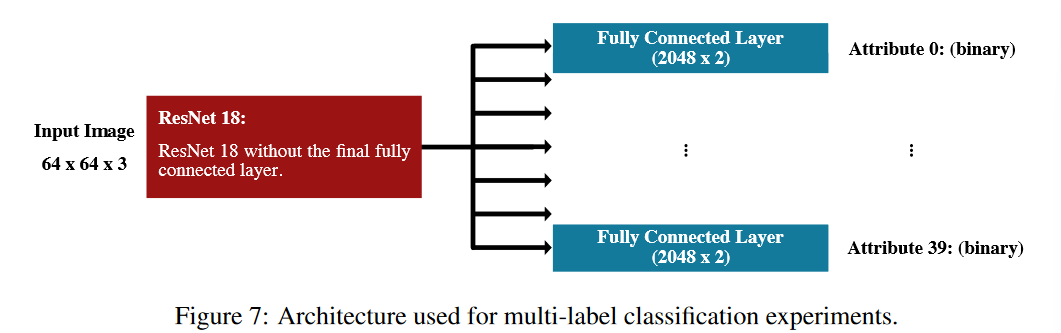 Input Image
64 x 64 x 3
ResNet 18:
ResNet 18 without the final fully
connected layer.
Fully Connected Layer
(2048 x 2)
Attribute 0: (binary)
⋮
⋮
Fully Connected Layer
(2048 x 2)
Attribute 39: (binary)
Figure 7: Architecture used for multi-label classification experiments.